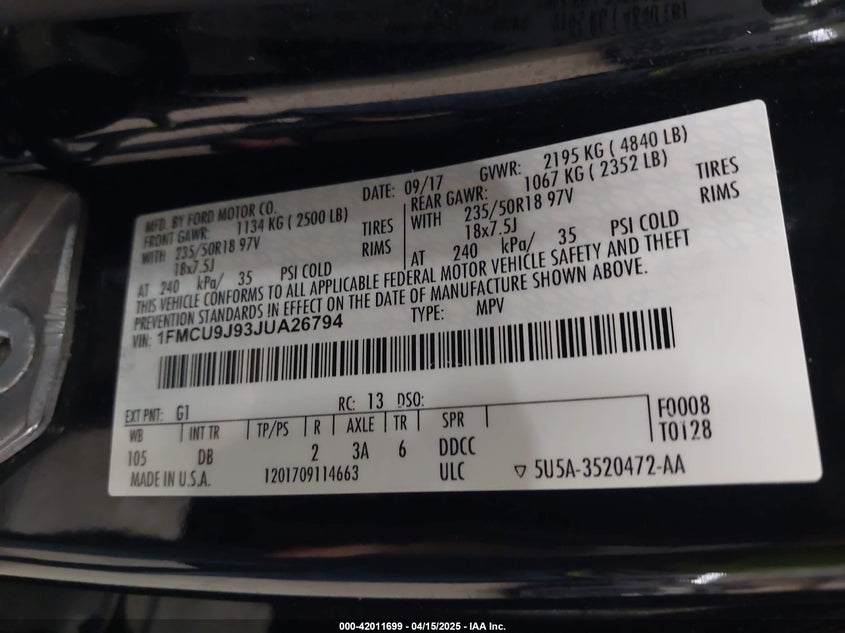 MFD. BY FORD MOTOR CO.
DATE: 09/17
GVWR: 2195 KG ( 4840 LB)
FRONT GAWR: 1134 KG ( 2500 LB)
REAR GAWR: 1067 KG ( 2352 LB)
WITH 235/50R18 97V TIRES
WITH 235/50R18 97V TIRES
18x7.5J RIMS
18x7.5J RIMS
AT 240 kPa/ 35 PSI COLD
AT 240 kPa/ 35 PSI COLD
THIS VEHICLE CONFORMS TO ALL APPLICABLE FEDERAL MOTOR VEHICLE SAFETY AND THEFT
PREVENTION STANDARDS IN EFFECT ON THE DATE OF MANUFACTURE SHOWN ABOVE.
VIN: 1FMCU9J93JUA26794
TYPE: MPV
EXT PNT: G1 RC: 13 DSO:
F0008
T0128
WB INT TR TP/PS R AXLE TR SPR
105 DB 2 3A 6 DDCC
MADE IN U.S.A. 1201709114663 ULC ▽ 5U5A-3520472-AA
000-42011699 - 04/15/2025 - IAA Inc.